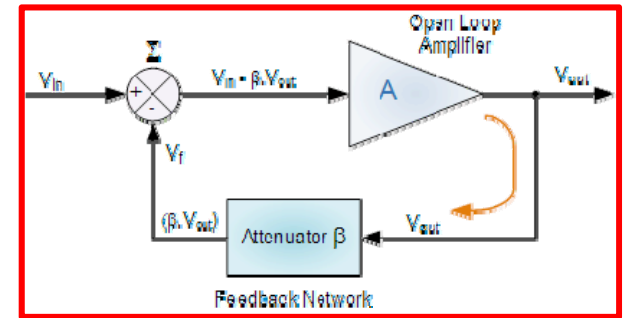 Open Loop
Amplifier
Σ
Vin
+
-
Vin - β.Vout
A
Vout
Vf
(β.Vout)
Attenuator β
Vout
Feedback Network